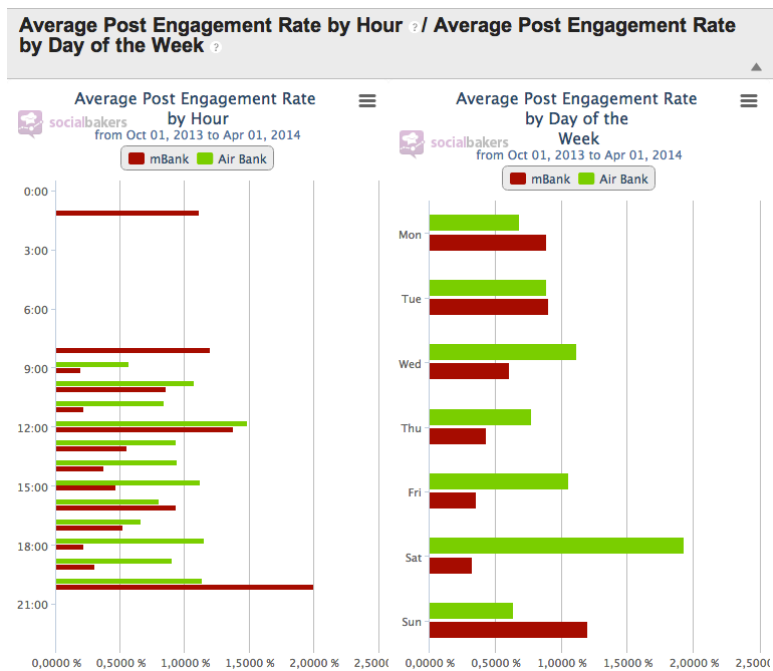 Average Post Engagement Rate by Hour ? / Average Post Engagement Rate
by Day of the Week ?
Average Post Engagement Rate
by Hour
socialbakers
from Oct 01, 2013 to Apr 01, 2014
mBank Air Bank
0:00
3:00
6:00
9:00
12:00
15:00
18:00
21:00
0,0000 % 0,5000 % 1,0000 % 1,5000 % 2,0000 % 2,500
Average Post Engagement Rate
by Day of the
Week
socialbakers
from Oct 01, 2013 to Apr 01, 2014
mBank Air Bank
Mon
Tue
Wed
Thu
Fri
Sat
Sun
0,0000 % 0,5000 % 1,0000 % 1,5000 % 2,0000 % 2,500